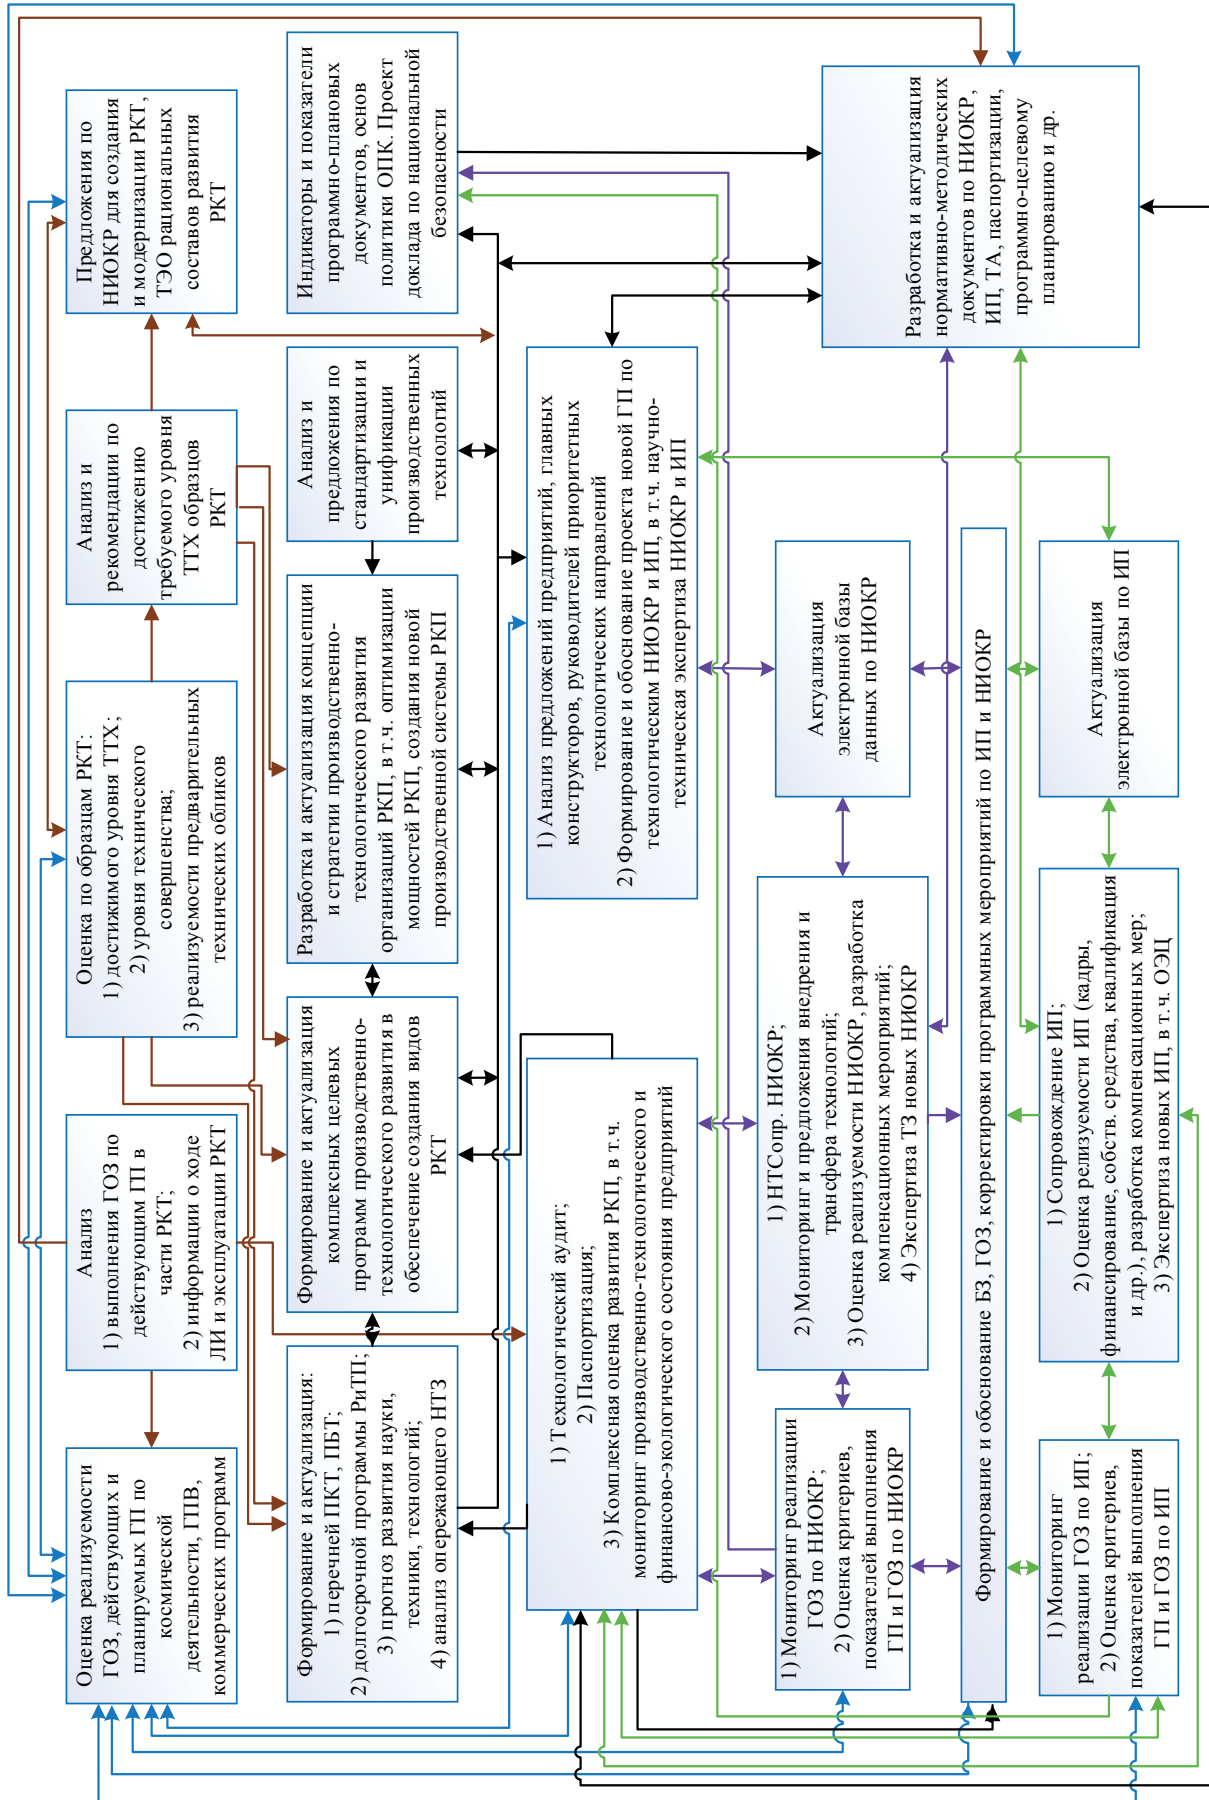 Оценка реализуемости
ГОЗ, действующих и
планируемых ГП по
космической
деятельности, ГПВ,
коммерческих программ
Анализ
1) выполнения ГОЗ по
действующим ГП в
части РКТ;
2) информации о ходе
ЛИ и эксплуатации РКТ
Оценка по образцам РКТ:
1) достижимого уровня ТТХ;
2) уровня технического
совершенства;
3) реализуемости предварительных
технических обликов
Анализ и
рекомендации по
достижению
требуемого уровня
ТТХ образцов
РКТ
Предложения по
НИОКР для создания
и модернизации РКТ,
ТЭО рациональных
составов развития
РКТ
Формирование и актуализация:
1) перечней ПКТ, ПБТ;
2) долгосрочной программы РиТП;
3) прогноз развития науки,
техники, технологий;
4) анализ опережающего НТЗ
Формирование и актуализация
комплексных целевых
программ производственно-
технологического развития в
обеспечение создания видов
РКТ
Разработка и актуализация концепции
и стратегии производственно-
технологического развития
организаций РКП, в т.ч. оптимизации
мощностей РКП, создания новой
производственной системы РКП
Анализ и
предложения по
стандартизации и
унификации
производственных
технологий
Индикаторы и показатели
программно-плановых
документов, основ
политики ОПК. Проект
доклада по национальной
безопасности
1) Технологический аудит;
2) Паспортизация;
3) Комплексная оценка развития РКП, в т.ч.
мониторинг производственно-технологического и
финансово-экологического состояния предприятий
1) Анализ предложений предприятий, главных
конструкторов, руководителей приоритетных
технологических направлений
2) Формирование и обоснование проекта новой ГП по
технологическим НИОКР и ИП, в т.ч. научно-
техническая экспертиза НИОКР и ИП
1) Мониторинг реализации
ГОЗ по НИОКР;
2) Оценка критериев,
показателей выполнения
ГП и ГОЗ по НИОКР
1) НТСопр. НИОКР;
2) Мониторинг и предложения внедрения и
трансфера технологий;
3) Оценка реализуемости НИОКР, разработка
компенсационных мероприятий;
4) Экспертиза ТЗ новых НИОКР
Актуализация
электронной базы
данных по НИОКР
Разработка и актуализация
нормативно-методических
документов по НИОКР,
ИП, ТА, паспортизации,
программно-целевому
планированию и др.
Формирование и обоснование БЗ, ГОЗ, корректировки программных мероприятий по ИП и НИОКР
1) Мониторинг
реализации ГОЗ по ИП;
2) Оценка критериев,
показателей выполнения
ГП и ГОЗ по ИП
1) Сопровождение ИП;
2) Оценка релизуемости ИП (кадры,
финансирование, собств. средства, квалификация
и др.), разработка компенсационных мер;
3) Экспертиза новых ИП, в т.ч. ОЭЦ
Актуализация
электронной базы по ИП